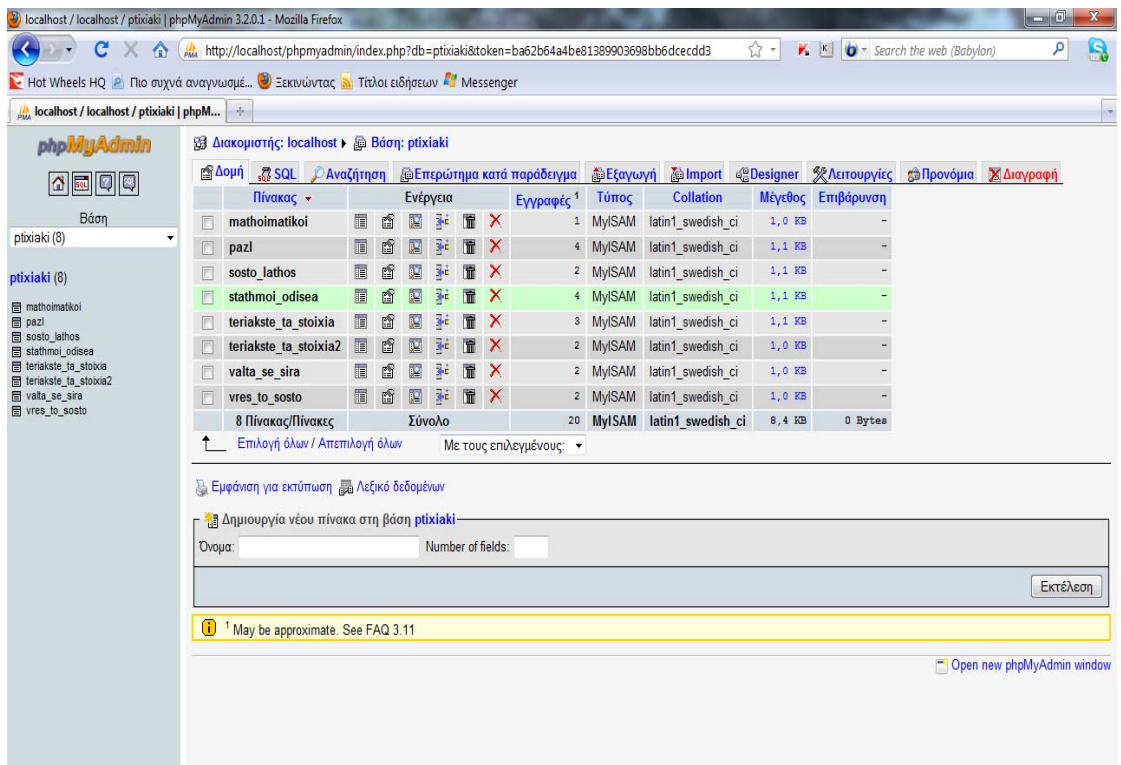 localhost / localhost / ptixiaki | phpMyAdmin 3.2.0.1 - Mozilla Firefox
http://localhost/phpmyadmin/index.php?db=ptixiaki&token=ba62b64a4be81389903698bb6dcecdd3
Search the web (Babylon)
Hot Wheels HQ Πιο συχνά αναγνωσμέ... Ξεκινώντας Τίτλοι ειδήσεων Messenger
localhost / localhost / ptixiaki | phpM...
phpMyAdmin
Βάση
ptixiaki (8)
ptixiaki (8)
mathoimatikoi
pazl
sosto_lathos
stathmoi_odisea
teriakste_ta_stoixia
teriakste_ta_stoixia2
valta_se_sira
vres_to_sosto
Διακομιστής: localhost Βάση: ptixiaki
Δομή SQL Αναζήτηση Επερώτημα κατά παράδειγμα Εξαγωγή Import Designer Λειτουργίες Προνόμια Διαγραφή
Πίνακας Ενέργεια Εγγραφές 1 Τύπος Collation Μέγεθος Επιβάρυνση
mathoimatikoi 1 MyISAM latin1_swedish_ci 1,0 KB -
pazl 4 MyISAM latin1_swedish_ci 1,1 KB -
sosto_lathos 2 MyISAM latin1_swedish_ci 1,1 KB -
stathmoi_odisea 4 MyISAM latin1_swedish_ci 1,1 KB -
teriakste_ta_stoixia 3 MyISAM latin1_swedish_ci 1,1 KB -
teriakste_ta_stoixia2 2 MyISAM latin1_swedish_ci 1,0 KB -
valta_se_sira 2 MyISAM latin1_swedish_ci 1,0 KB -
vres_to_sosto 2 MyISAM latin1_swedish_ci 1,0 KB -
8 Πίνακας/Πίνακες Σύνολο 20 MyISAM latin1_swedish_ci 8,4 KB 0 Bytes
Επιλογή όλων / Απεπιλογή όλων Με τους επιλεγμένους:
Εμφάνιση για εκτύπωση Λεξικό δεδομένων
Δημιουργία νέου πίνακα στη βάση ptixiaki
Όνομα: Number of fields:
Εκτέλεση
1 May be approximate. See FAQ 3.11
Open new phpMyAdmin window